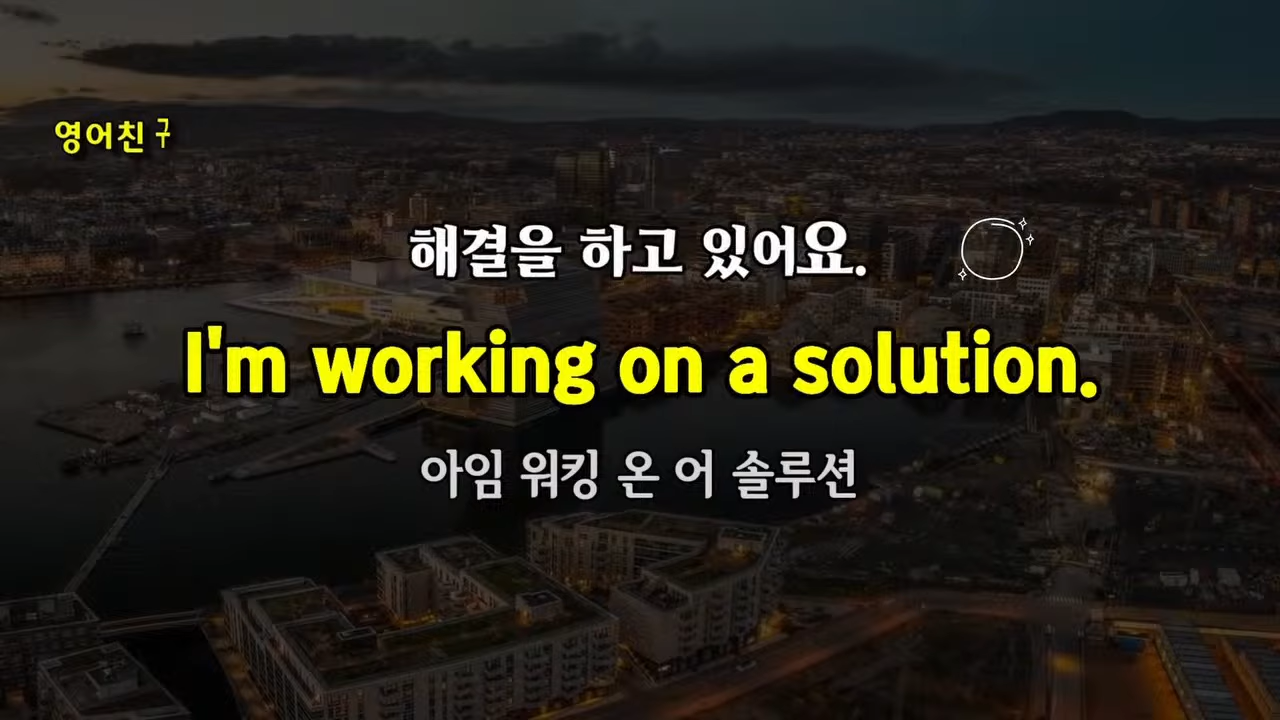 영어친구
해결을 하고 있어요.
I'm working on a solution.
아임 워킹 온 어 솔루션